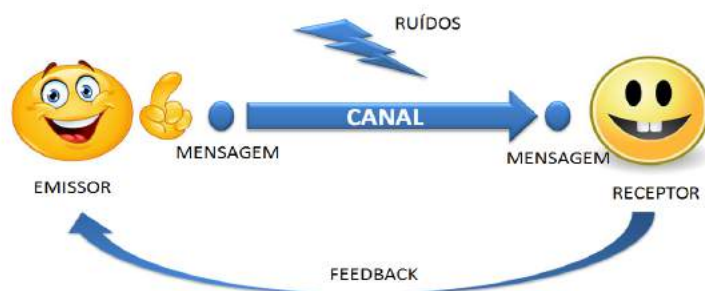 RUÍDOS
CANAL
MENSAGEM
MENSAGEM
EMISSOR
RECEPTOR
FEEDBACK